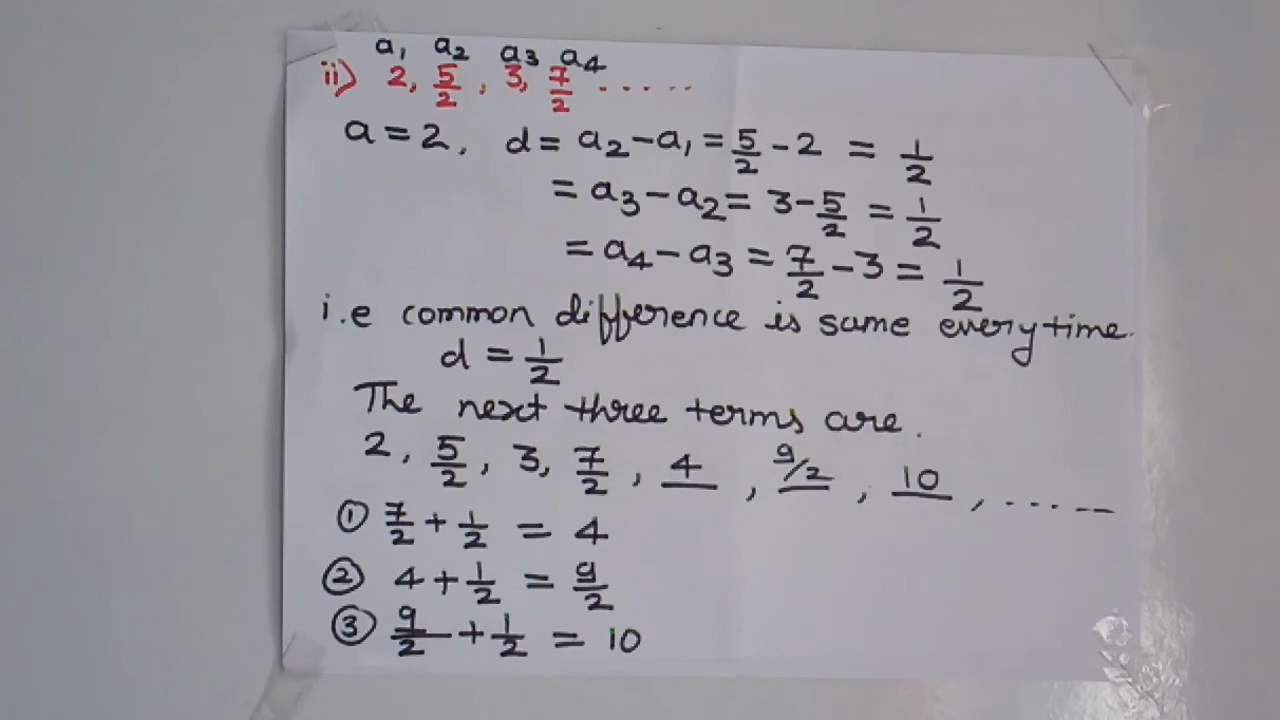 a₁ a₂ a₃ a₄
ii) 2, 5/2, 3, 7/2 .....
a = 2, d = a₂ - a₁ = 5/2 - 2 = 1/2
= a₃ - a₂ = 3 - 5/2 = 1/2
= a₄ - a₃ = 7/2 - 3 = 1/2
i.e common difference is same every time.
d = 1/2
The next three terms are.
2, 5/2, 3, 7/2, 4, 9/2, 10, .....
① 7/2 + 1/2 = 4
② 4 + 1/2 = 9/2
③ 9/2 + 1/2 = 10